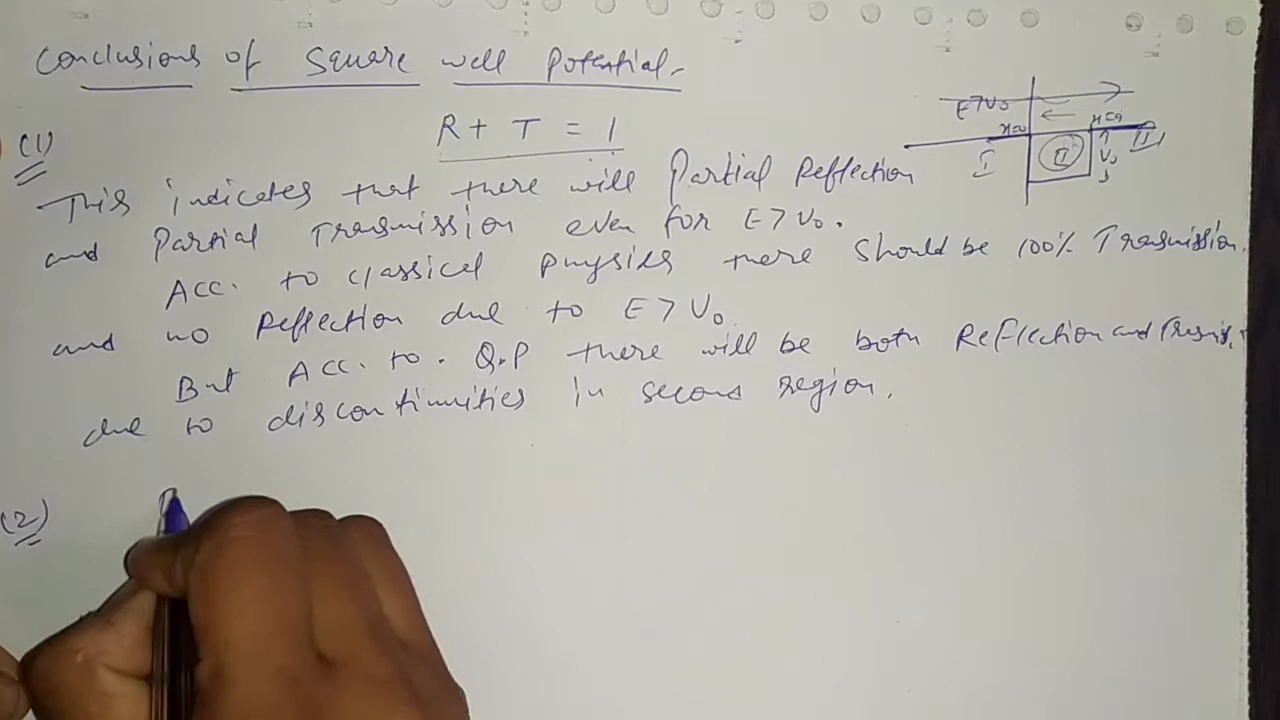 Conclusions of Square well Potential.
(1)
R + T = 1
This indicates that there will Partial Reflection
and Partial Transmission even for E > V₀.
Acc. to classical physics there should be 100% Transmission.
and no Reflection due to E > V₀.
But Acc. to. Q.P there will be both Reflection and
due to discontinuities in second region.
(2)
E > V₀
x=0
x=a
I
II
V₀
III